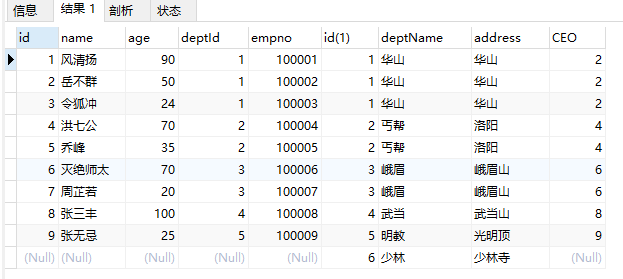 信息 结果 1 剖析 状态
id name age deptId empno id(1) deptName address CEO
1 风清扬 90 1 100001 1 华山 华山 2
2 岳不群 50 1 100002 1 华山 华山 2
3 令狐冲 24 1 100003 1 华山 华山 2
4 洪七公 70 2 100004 2 丐帮 洛阳 4
5 乔峰 35 2 100005 2 丐帮 洛阳 4
6 灭绝师太 70 3 100006 3 峨眉 峨眉山 6
7 周芷若 20 3 100007 3 峨眉 峨眉山 6
8 张三丰 100 4 100008 4 武当 武当山 8
9 张无忌 25 5 100009 5 明教 光明顶 9
(Null) (Null) (Null) (Null) (Null) 6 少林 少林寺 (Null)